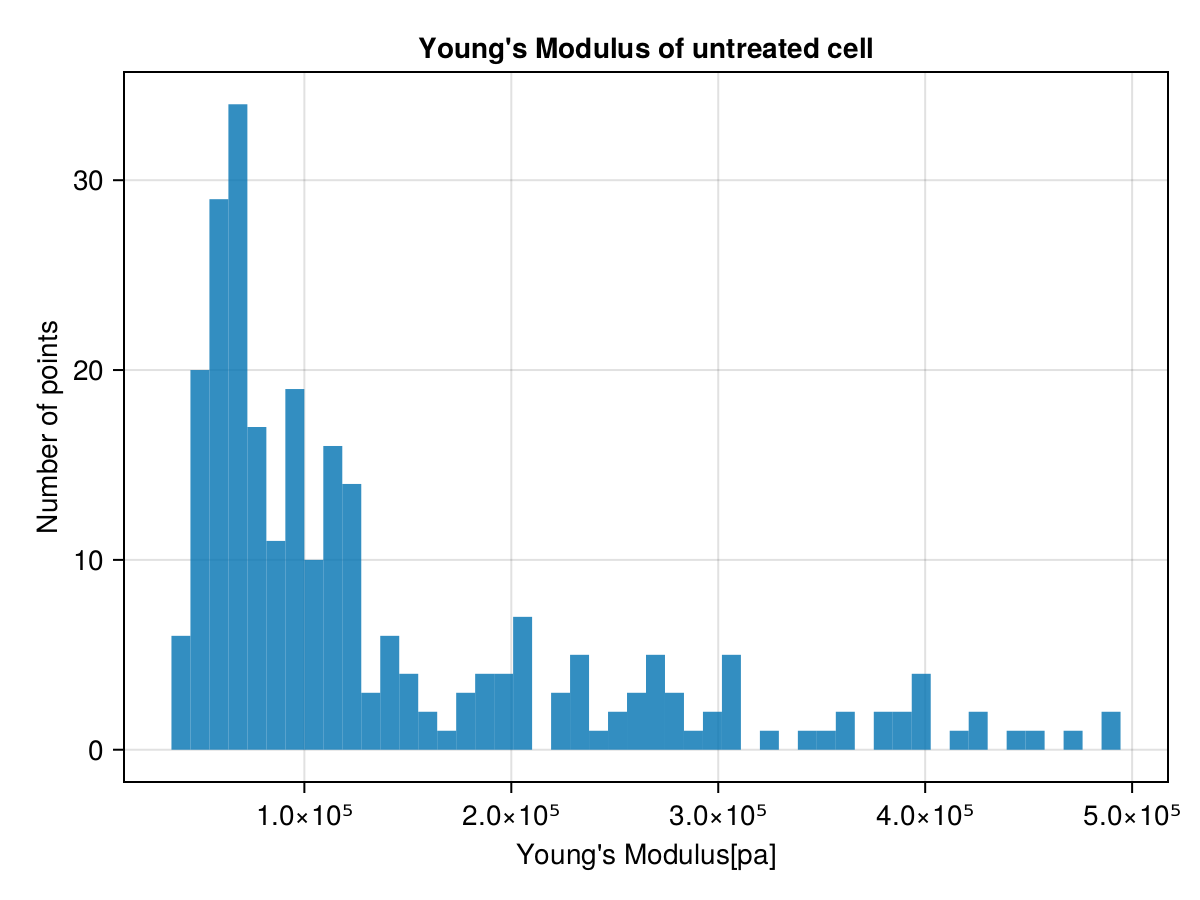 Young's Modulus of untreated cell
Number of points
30
20
10
0
1.0×10⁵ 2.0×10⁵ 3.0×10⁵ 4.0×10⁵ 5.0×10⁵
Young's Modulus[pa]